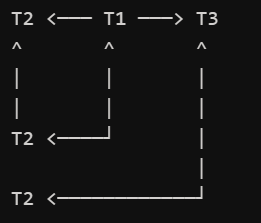 T2 <─── T1 ───> T3
^       ^       ^
│       │       │
│       │       │
T2 <────┘       │
                │
T2 <────────────┘